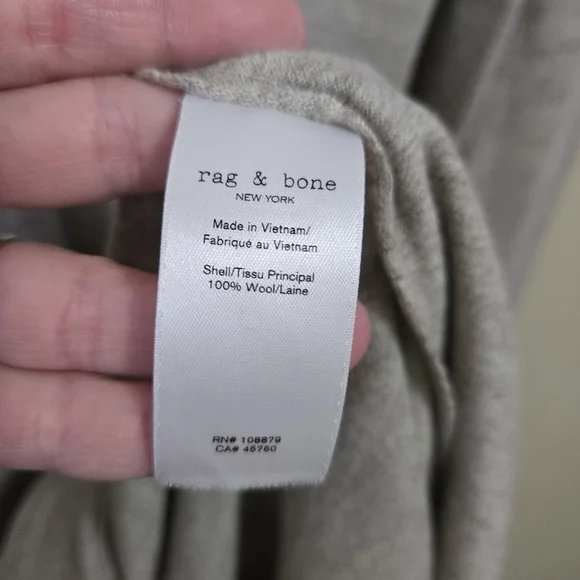 rag & bone
NEW YORK
Made in Vietnam/
Fabriqué au Vietnam
Shell/Tissu Principal
100% Wool/Laine
RN# 108879
CA# 45760